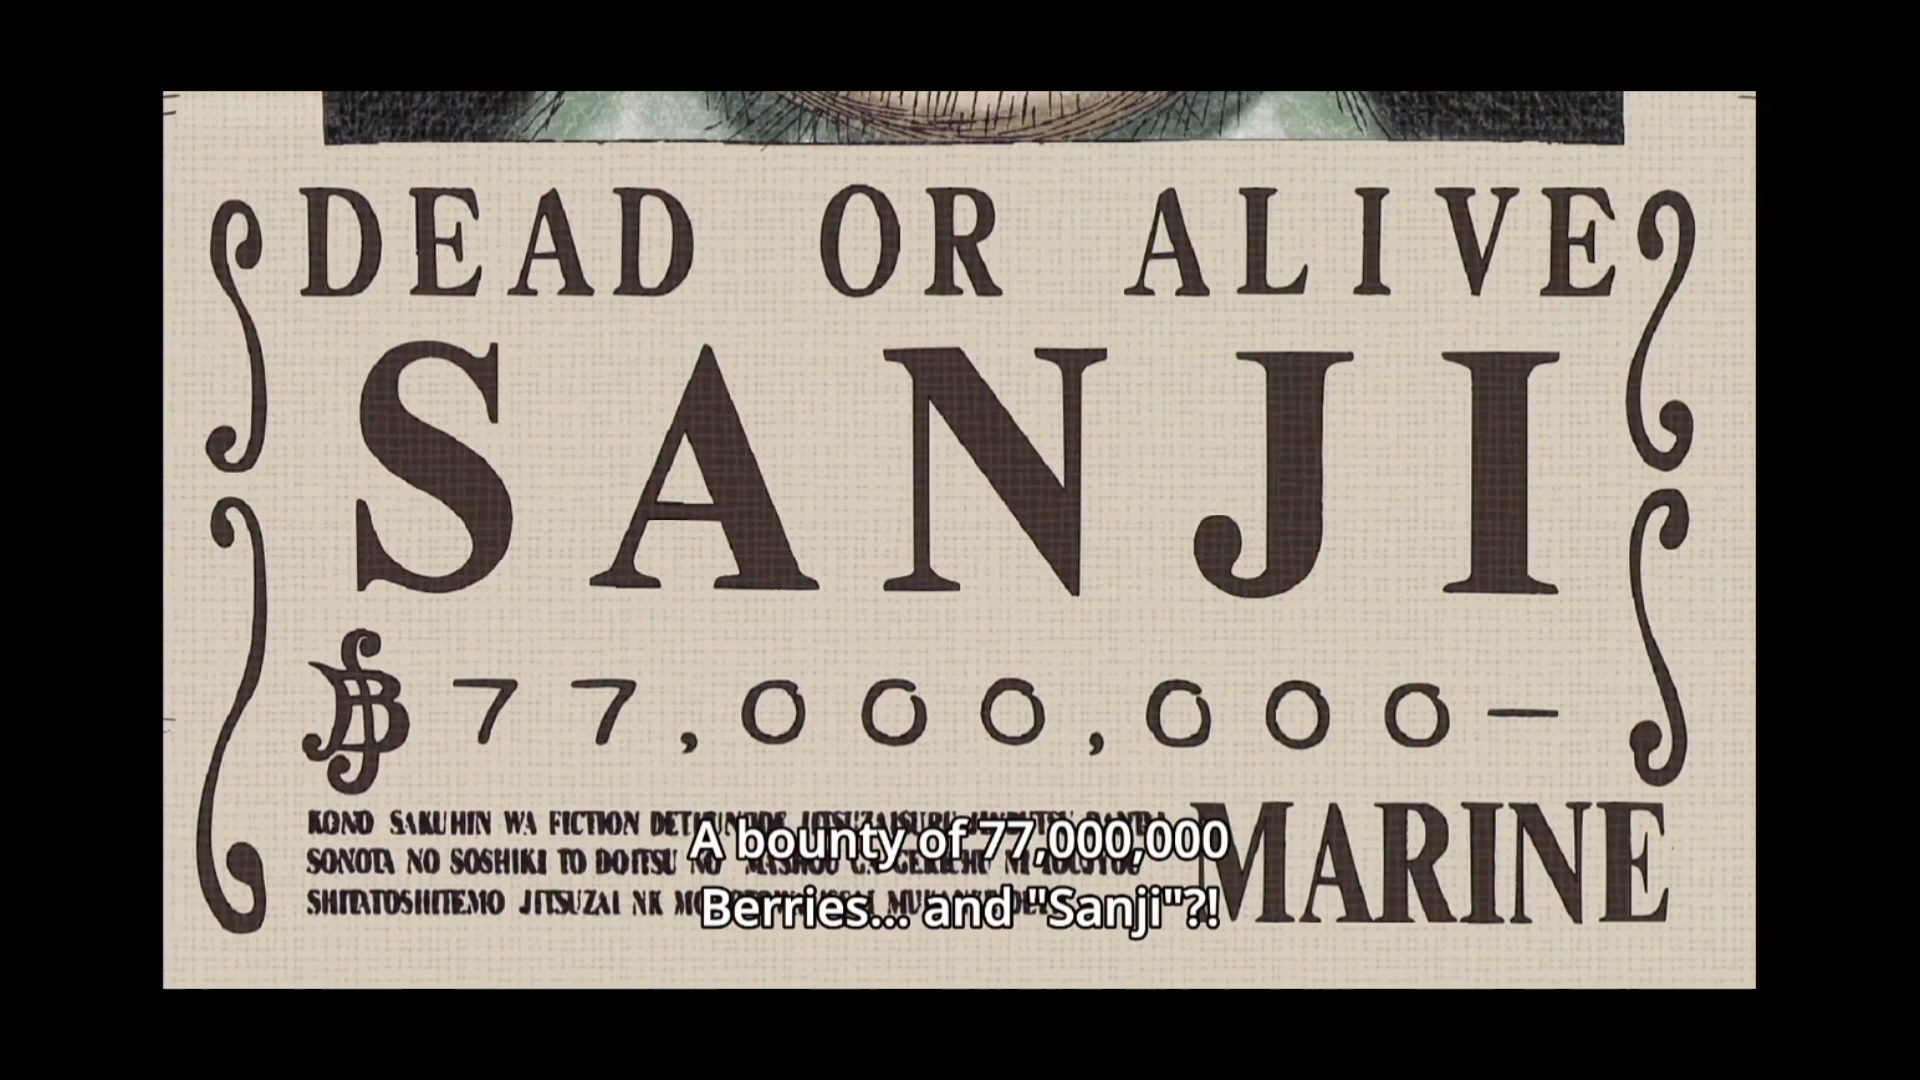 DEAD OR ALIVE
SANJI
฿77,000,000-
KONO SAKUHIN WA FICTION
SONOTA NO SOSHIKI TO DOITSU NO
SHITATOSHITEMO JITSUZAI
MARINE
A bounty of 77,000,000
Berries... and "Sanji"?!